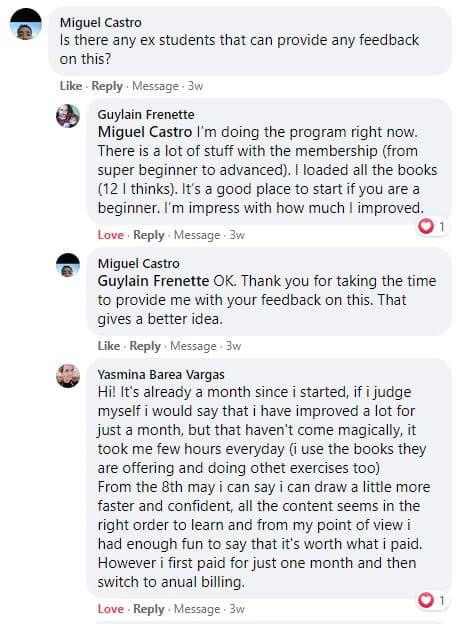 Miguel Castro
Is there any ex students that can provide any feedback
on this?
Like · Reply · Message · 3w
Guylain Frenette
Miguel Castro I'm doing the program right now.
There is a lot of stuff with the membership (from
super beginner to advanced). I loaded all the books
(12 I thinks). It's a good place to start if you are a
beginner. I'm impress with how much I improved.
1
Love · Reply · Message · 3w
Miguel Castro
Guylain Frenette OK. Thank you for taking the time
to provide me with your feedback on this. That
gives a better idea.
Like · Reply · Message · 3w
Yasmina Barea Vargas
Hi! It's already a month since i started, if i judge
myself i would say that i have improved a lot for
just a month, but that haven't come magically, it
took me few hours everyday (i use the books they
are offering and doing othet exercises too)
From the 8th may i can say i can draw a little more
faster and confident, all the content seems in the
right order to learn and from my point of view i
had enough fun to say that it's worth what i paid.
However i first paid for just one month and then
switch to anual billing.
1
Love · Reply · Message · 3w